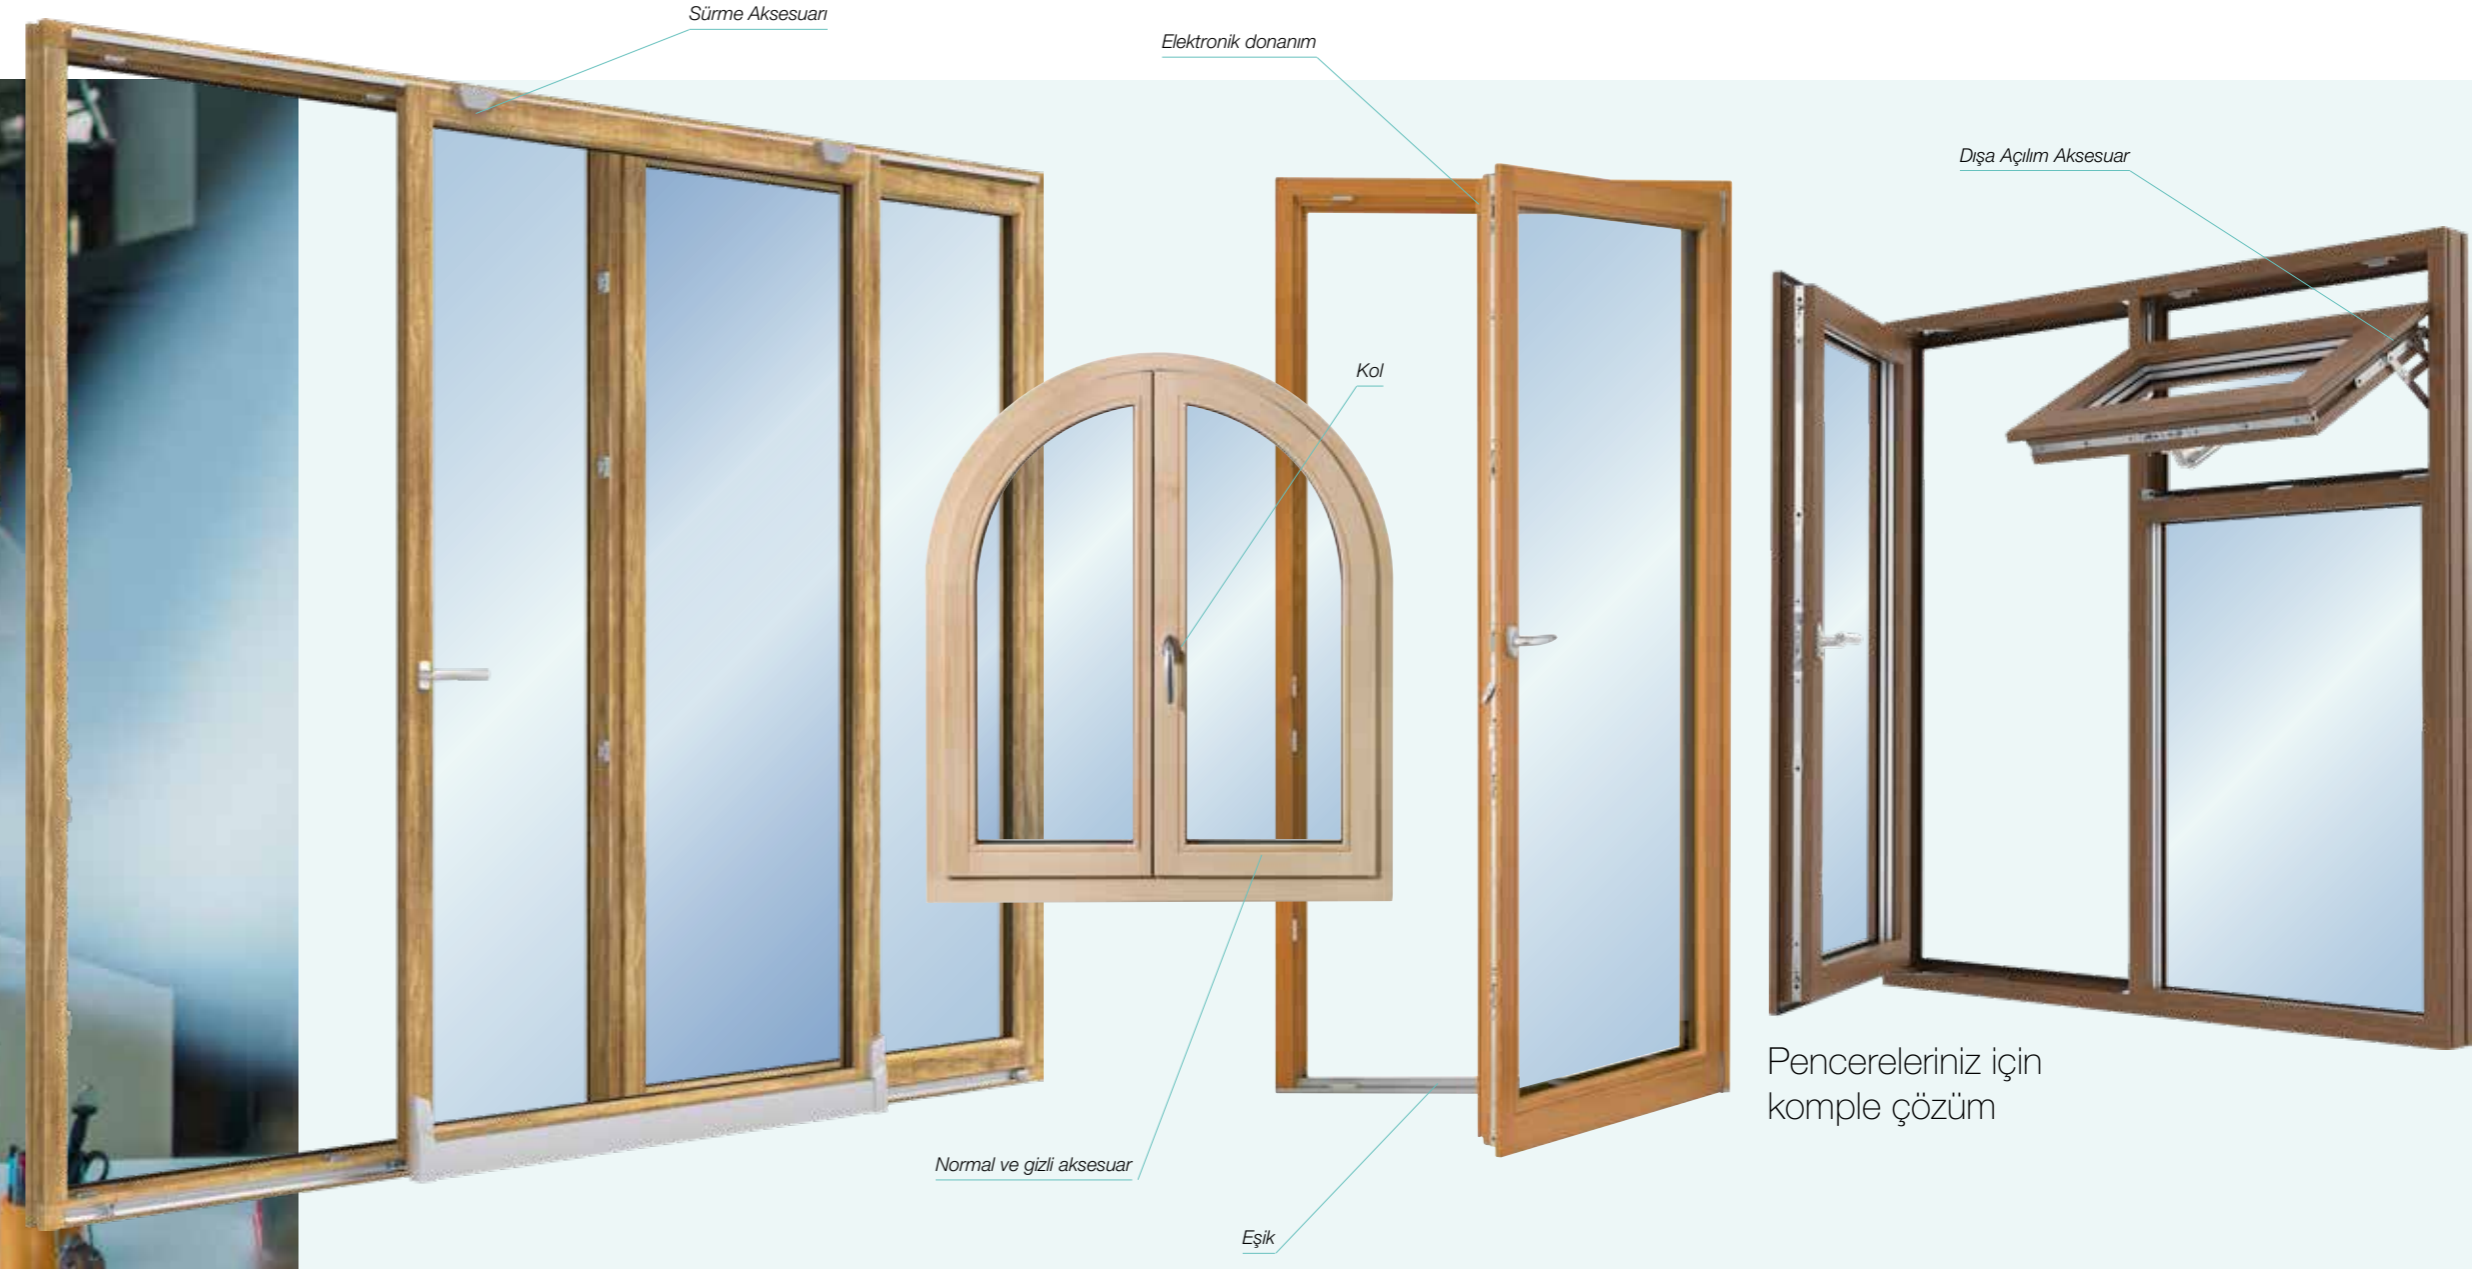 Sürme Aksesuarı
Elektronik donanım
Dışa Açılım Aksesuar
Kol
Pencereleriniz için
komple çözüm
Normal ve gizli aksesuar
Eşik